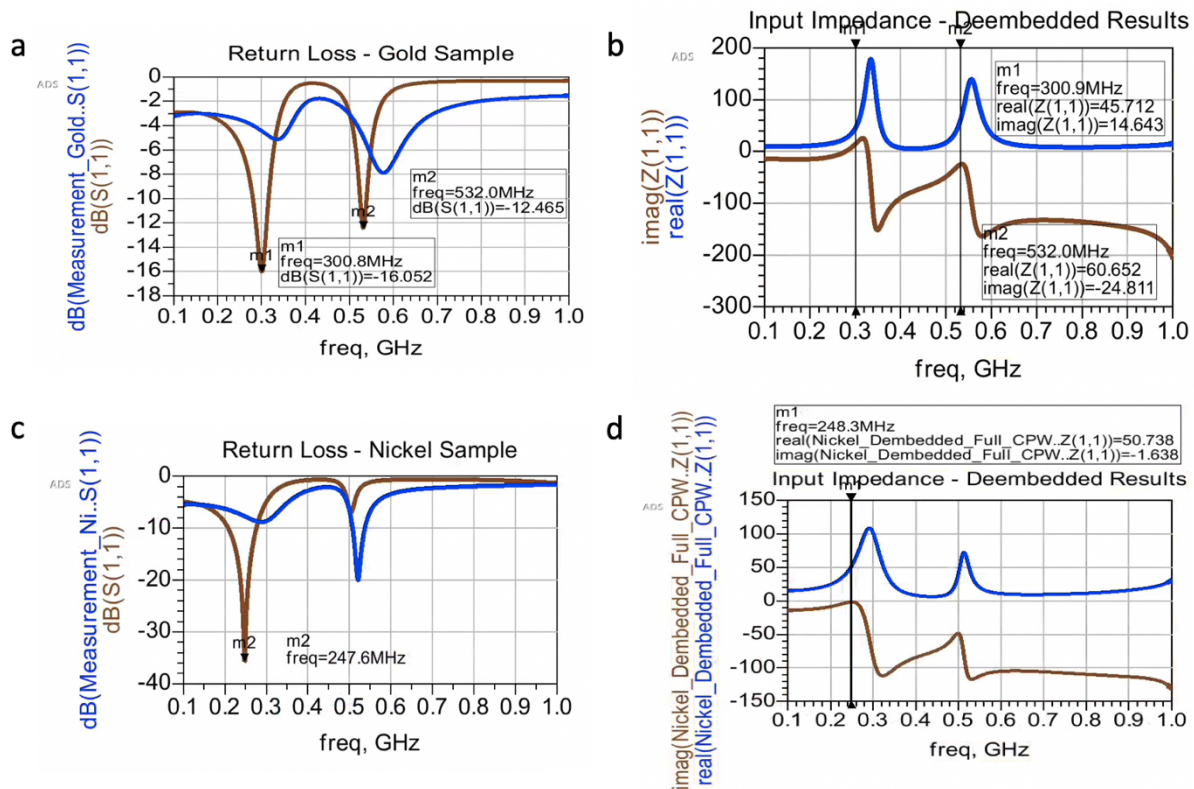 a
Return Loss - Gold Sample
ADS
dB(Measurement_Gold..S(1,1))
dB(S(1,1))
0
-2
-4
-6
-8
-10
-12
-14
-16
-18
m2
freq=532.0MHz
dB(S(1,1))=-12.465
m2
m1
m1
freq=300.8MHz
dB(S(1,1))=-16.052
0.1 0.2 0.3 0.4 0.5 0.6 0.7 0.8 0.9 1.0
freq, GHz
b
Input Impedance - Deembedded Results
m1
m2
ADS
imag(Z(1,1))
real(Z(1,1))
200
100
0
-100
-200
-300
m1
freq=300.9MHz
real(Z(1,1))=45.712
imag(Z(1,1))=14.643
m2
freq=532.0MHz
real(Z(1,1))=60.652
imag(Z(1,1))=-24.811
0.1 0.2 0.3 0.4 0.5 0.6 0.7 0.8 0.9 1.0
freq, GHz
c
Return Loss - Nickel Sample
ADS
dB(Measurement_Ni..S(1,1))
dB(S(1,1))
0
-10
-20
-30
-40
m2
m2
freq=247.6MHz
0.1 0.2 0.3 0.4 0.5 0.6 0.7 0.8 0.9 1.0
freq, GHz
d
m1
freq=248.3MHz
real(Nickel_Dembedded_Full_CPW..Z(1,1))=50.738
imag(Nickel_Dembedded_Full_CPW..Z(1,1))=-1.638
Input Impedance - Deembedded Results
m1
ADS
imag(Nickel_Dembedded_Full_CPW..Z(1,1))
real(Nickel_Dembedded_Full_CPW..Z(1,1))
150
100
50
0
-50
-100
-150
0.1 0.2 0.3 0.4 0.5 0.6 0.7 0.8 0.9 1.0
freq, GHz